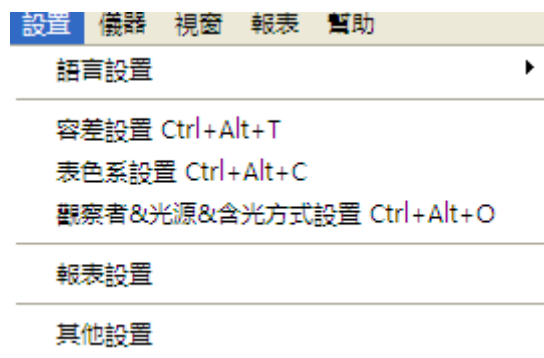 設置 儀器 視窗 報表 幫助
語言設置
容差設置 Ctrl+Alt+T
表色系設置 Ctrl+Alt+C
觀察者&光源&含光方式設置 Ctrl+Alt+O
報表設置
其他設置